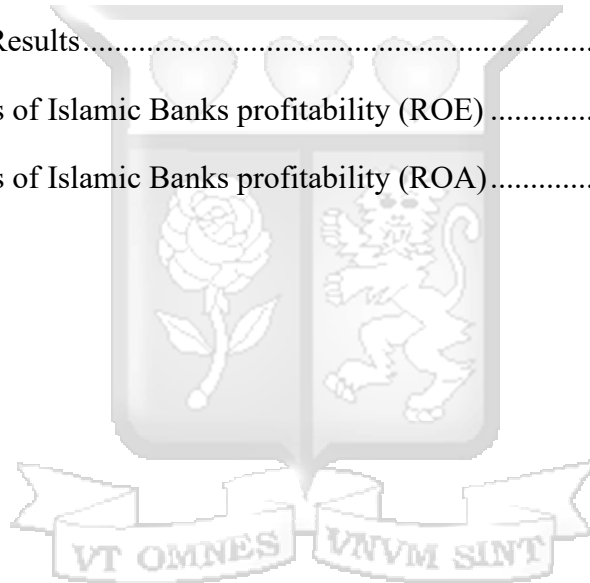 Results............................................................
s of Islamic Banks profitability (ROE) ............
s of Islamic Banks profitability (ROA)............
VT OMNES VNVM SINT